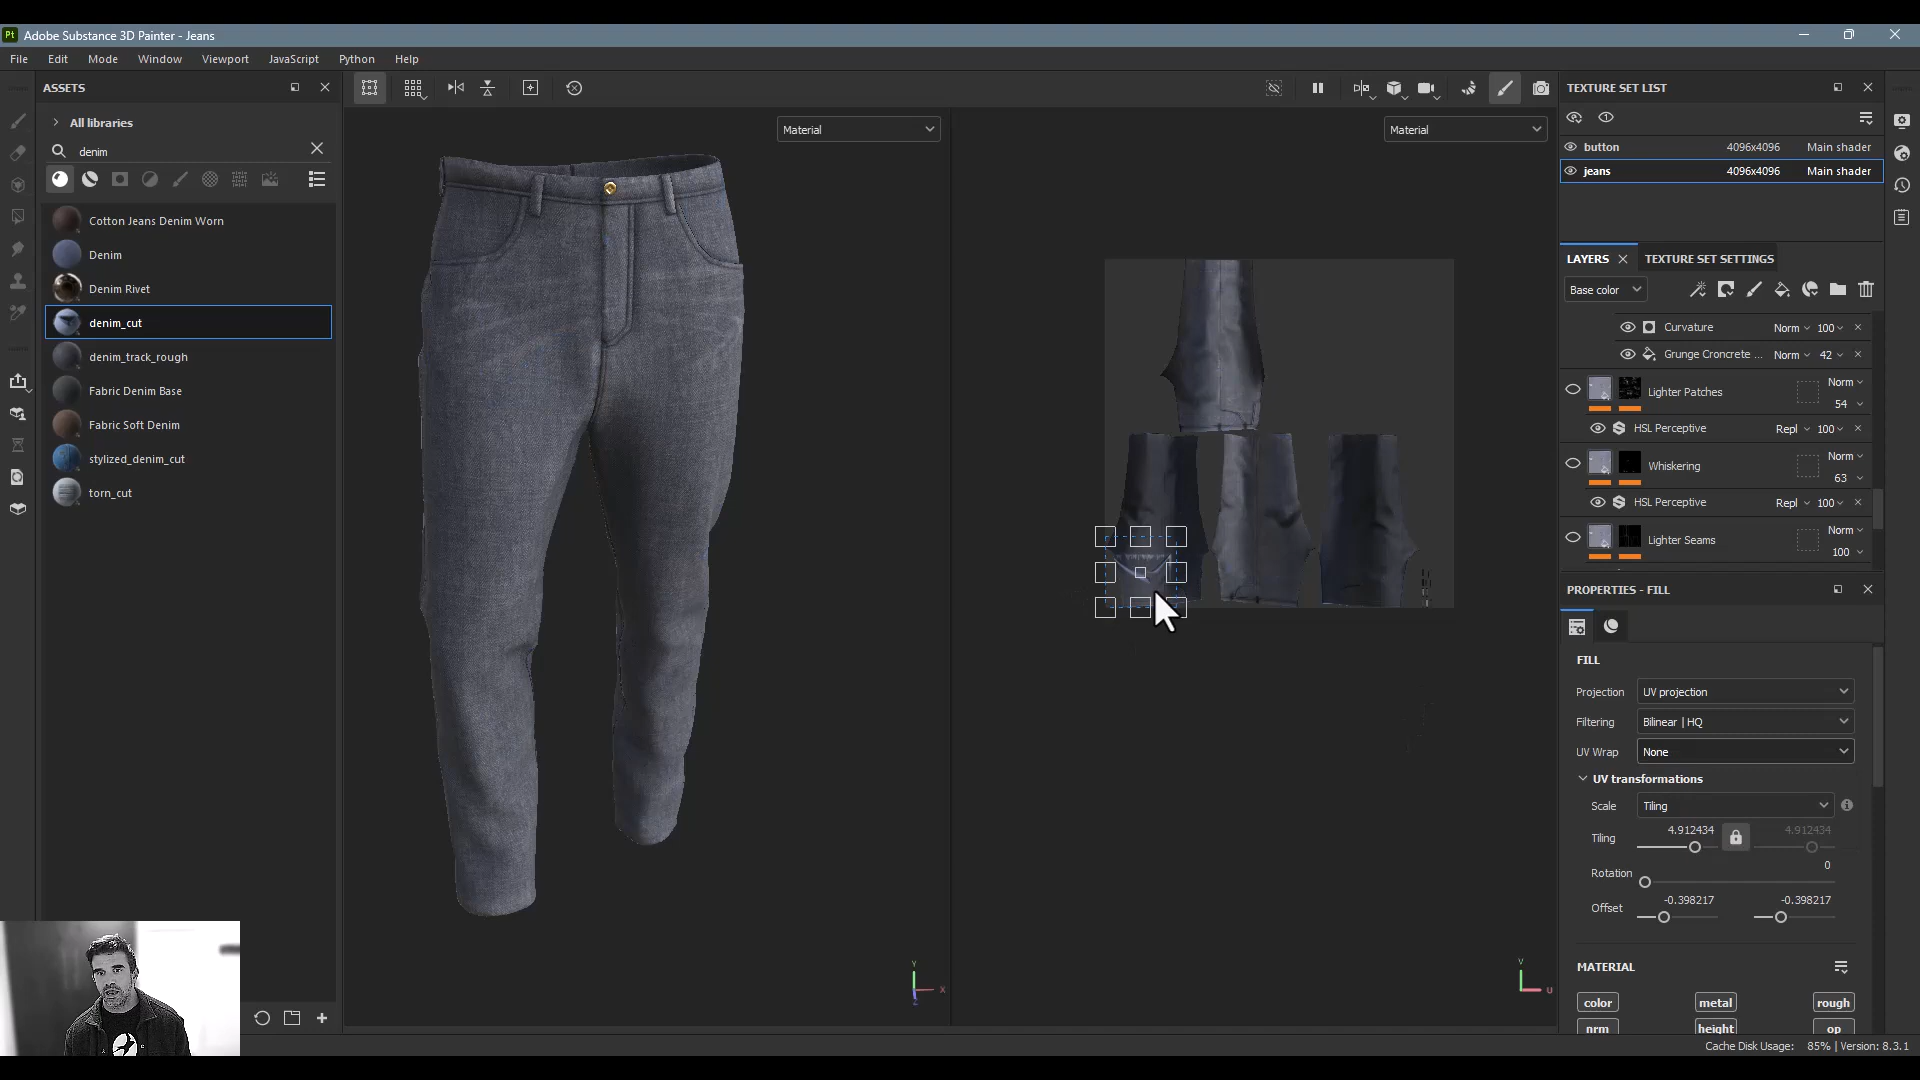 Pt Adobe Substance 3D Painter - Jeans
File Edit Mode Window Viewport JavaScript Python Help
ASSETS
All libraries
denim
Cotton Jeans Denim Worn
Denim
Denim Rivet
denim_cut
denim_track_rough
Fabric Denim Base
Fabric Soft Denim
stylized_denim_cut
torn_cut
Material
Y
X
Z
Material
V
U
TEXTURE SET LIST
button 4096x4096 Main shader
jeans 4096x4096 Main shader
LAYERS TEXTURE SET SETTINGS
Base color
Curvature Norm 100
Grunge Croncrete ... Norm 42
Norm
Lighter Patches
54
HSL Perceptive Repl 100
Norm
Whiskering
63
HSL Perceptive Repl 100
Norm
Lighter Seams
100
PROPERTIES - FILL
FILL
Projection UV projection
Filtering Bilinear | HQ
UV Wrap None
UV transformations
Scale Tiling
Tiling 4.912434 4.912434
Rotation 0
Offset -0.398217 -0.398217
MATERIAL
color metal rough
nrm height op
Cache Disk Usage: 85% | Version: 8.3.1